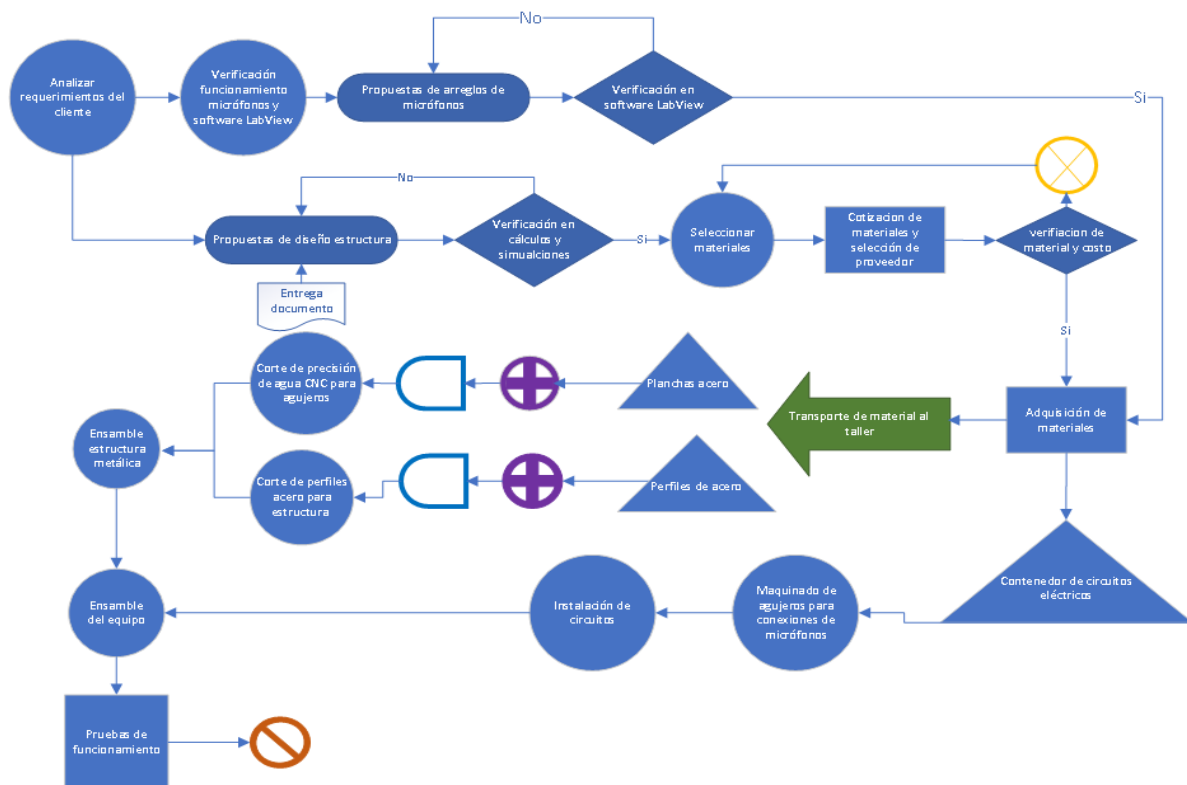 No
Analizar
requerimientos del
cliente
Verificación
funcionamiento
micrófonos y
software LabView
Propuestas de arreglos de
micrófonos
Verificación en
software LabView
Si
No
Propuestas de diseño estructura
Verificación en
cálculos y
simualciones
Si
Seleccionar
materiales
Cotizacion de
materiales y
selección de
proveedor
verifiacion de
material y costo
Entrega
documento
Si
Corte de precisión
de agua CNC para
agujeros
Planchas acero
Transporte de material al
taller
Adquisición de
materiales
Ensamble
estructura
metálica
Corte de perfiles
acero para
estructura
Perfiles de acero
Contenedor de circuitos
eléctricos
Maquinado de
agujeros para
conexiones de
micrófonos
Instalación de
circuitos
Ensamble
del equipo
Pruebas de
funcionamiento